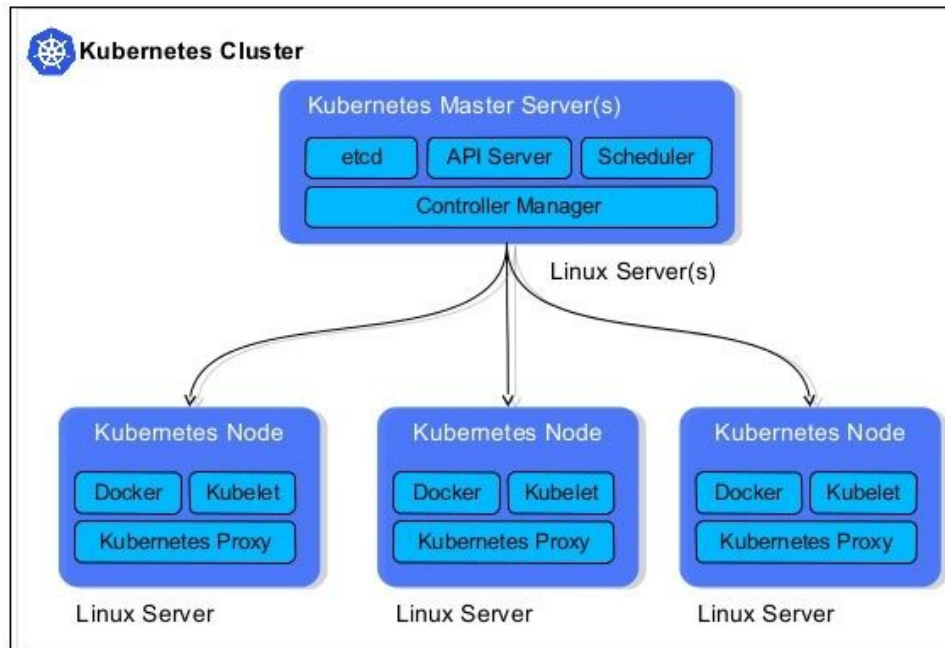 Kubernetes Cluster
Kubernetes Master Server(s)
etcd API Server Scheduler
Controller Manager
Linux Server(s)
Kubernetes Node Kubernetes Node Kubernetes Node
Docker Kubelet Docker Kubelet Docker Kubelet
Kubernetes Proxy Kubernetes Proxy Kubernetes Proxy
Linux Server Linux Server Linux Server